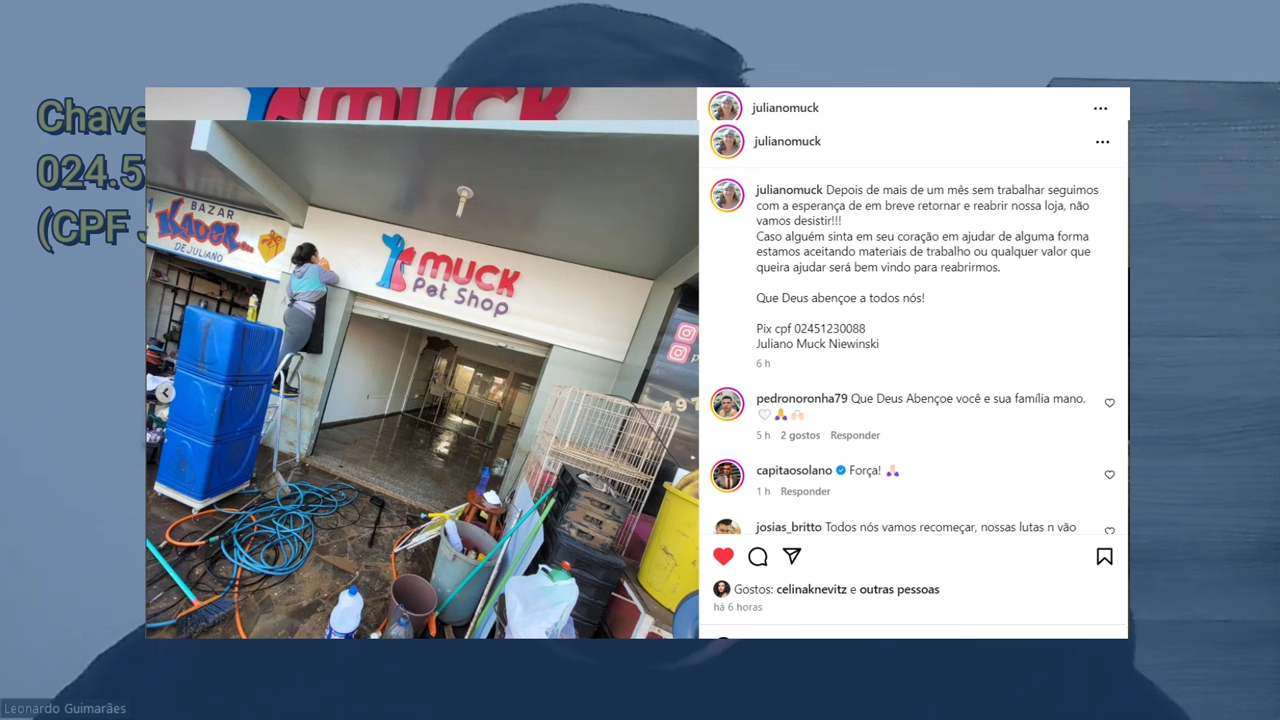 Chave
024.5
(CPF
MUCK
julianomuck
julianomuck
julianomuck Depois de mais de um mês sem trabalhar seguimos
com a esperança de em breve retornar e reabrir nossa loja, não
vamos desistir!!!
Caso alguém sinta em seu coração em ajudar de alguma forma
estamos aceitando materiais de trabalho ou qualquer valor que
queira ajudar será bem vindo para reabrirmos.
Que Deus abençoe a todos nós!
Pix cpf 02451230088
Juliano Muck Niewinski
6 h
pedronoronha79 Que Deus Abençoe você e sua família mano.
🤍🙏🙌🏻
5 h 2 gostos Responder
capitaosolano Força! 🙏🏻
1 h Responder
josias_britto Todos nós vamos recomeçar, nossas lutas n vão
Gostos: celinaknevitz e outras pessoas
há 6 horas
BAZAR
KAUER
DE JULIANO
MUCK
Pet Shop
Leonardo Guimarães